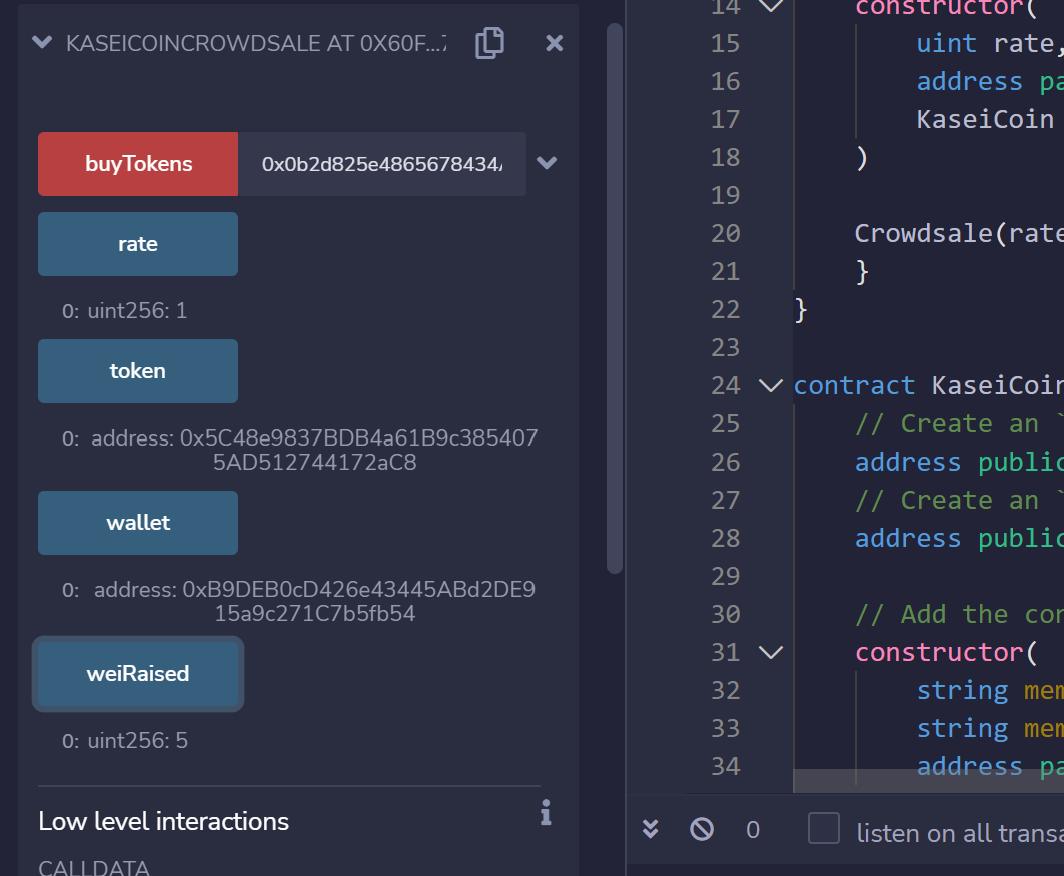 KASEICOINCROWDSALE AT 0X60F...
buyTokens 0x0b2d825e4865678434
rate
0: uint256: 1
token
0: address: 0x5C48e9837BDB4a61B9c385407
5AD512744172aC8
wallet
0: address: 0xB9DEB0cD426e43445ABd2DE9
15a9c271C7b5fb54
weiRaised
0: uint256: 5
Low level interactions
CALLDATA
14 constructor(
15 uint rate,
16 address pa
17 KaseiCoin
18 )
19
20 Crowdsale(rate
21 }
22 }
23
24 contract KaseiCoin
25 // Create an `
26 address public
27 // Create an `
28 address public
29
30 // Add the con
31 constructor(
32 string mem
33 string mem
34 address pa
0 listen on all transa